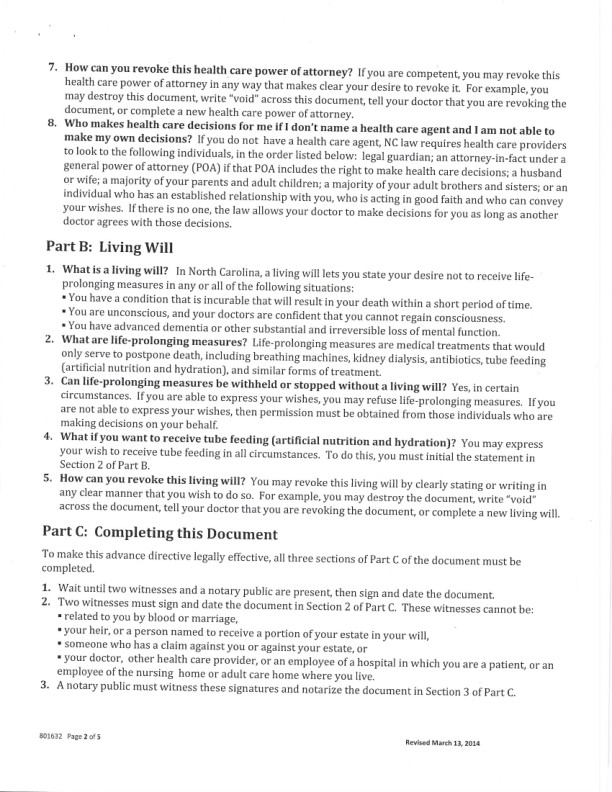 7. How can you revoke this health care power of attorney? If you are competent, you may revoke this
health care power of attorney in any way that makes clear your desire to revoke it. For example, you
may destroy this document, write "void" across this document, tell your doctor that you are revoking the
document, or complete a new health care power of attorney.
8. Who makes health care decisions for me if I don't name a health care agent and I am not able to
make my own decisions? If you do not have a health care agent, NC law requires health care providers
to look to the following individuals, in the order listed below: legal guardian; an attorney-in-fact under a
general power of attorney (POA) if that POA includes the right to make health care decisions; a husband
or wife; a majority of your parents and adult children; a majority of your adult brothers and sisters; or an
individual who has an established relationship with you, who is acting in good faith and who can convey
your wishes. If there is no one, the law allows your doctor to make decisions for you as long as another
doctor agrees with those decisions.
Part B: Living Will
1. What is a living will? In North Carolina, a living will lets you state your desire not to receive life-
prolonging measures in any or all of the following situations:
▪ You have a condition that is incurable that will result in your death within a short period of time.
▪ You are unconscious, and your doctors are confident that you cannot regain consciousness.
▪ You have advanced dementia or other substantial and irreversible loss of mental function.
2. What are life-prolonging measures? Life-prolonging measures are medical treatments that would
only serve to postpone death, including breathing machines, kidney dialysis, antibiotics, tube feeding
(artificial nutrition and hydration), and similar forms of treatment.
3. Can life-prolonging measures be withheld or stopped without a living will? Yes, in certain
circumstances. If you are able to express your wishes, you may refuse life-prolonging measures. If you
are not able to express your wishes, then permission must be obtained from those individuals who are
making decisions on your behalf.
4. What if you want to receive tube feeding (artificial nutrition and hydration)? You may express
your wish to receive tube feeding in all circumstances. To do this, you must initial the statement in
Section 2 of Part B.
5. How can you revoke this living will? You may revoke this living will by clearly stating or writing in
any clear manner that you wish to do so. For example, you may destroy the document, write "void"
across the document, tell your doctor that you are revoking the document, or complete a new living will.
Part C: Completing this Document
To make this advance directive legally effective, all three sections of Part C of the document must be
completed.
1. Wait until two witnesses and a notary public are present, then sign and date the document.
2. Two witnesses must sign and date the document in Section 2 of Part C. These witnesses cannot be:
▪ related to you by blood or marriage,
▪ your heir, or a person named to receive a portion of your estate in your will,
▪ someone who has a claim against you or against your estate, or
▪ your doctor, other health care provider, or an employee of a hospital in which you are a patient, or an
employee of the nursing home or adult care home where you live.
3. A notary public must witness these signatures and notarize the document in Section 3 of Part C.
801632 Page 2 of 5
Revised March 13, 2014